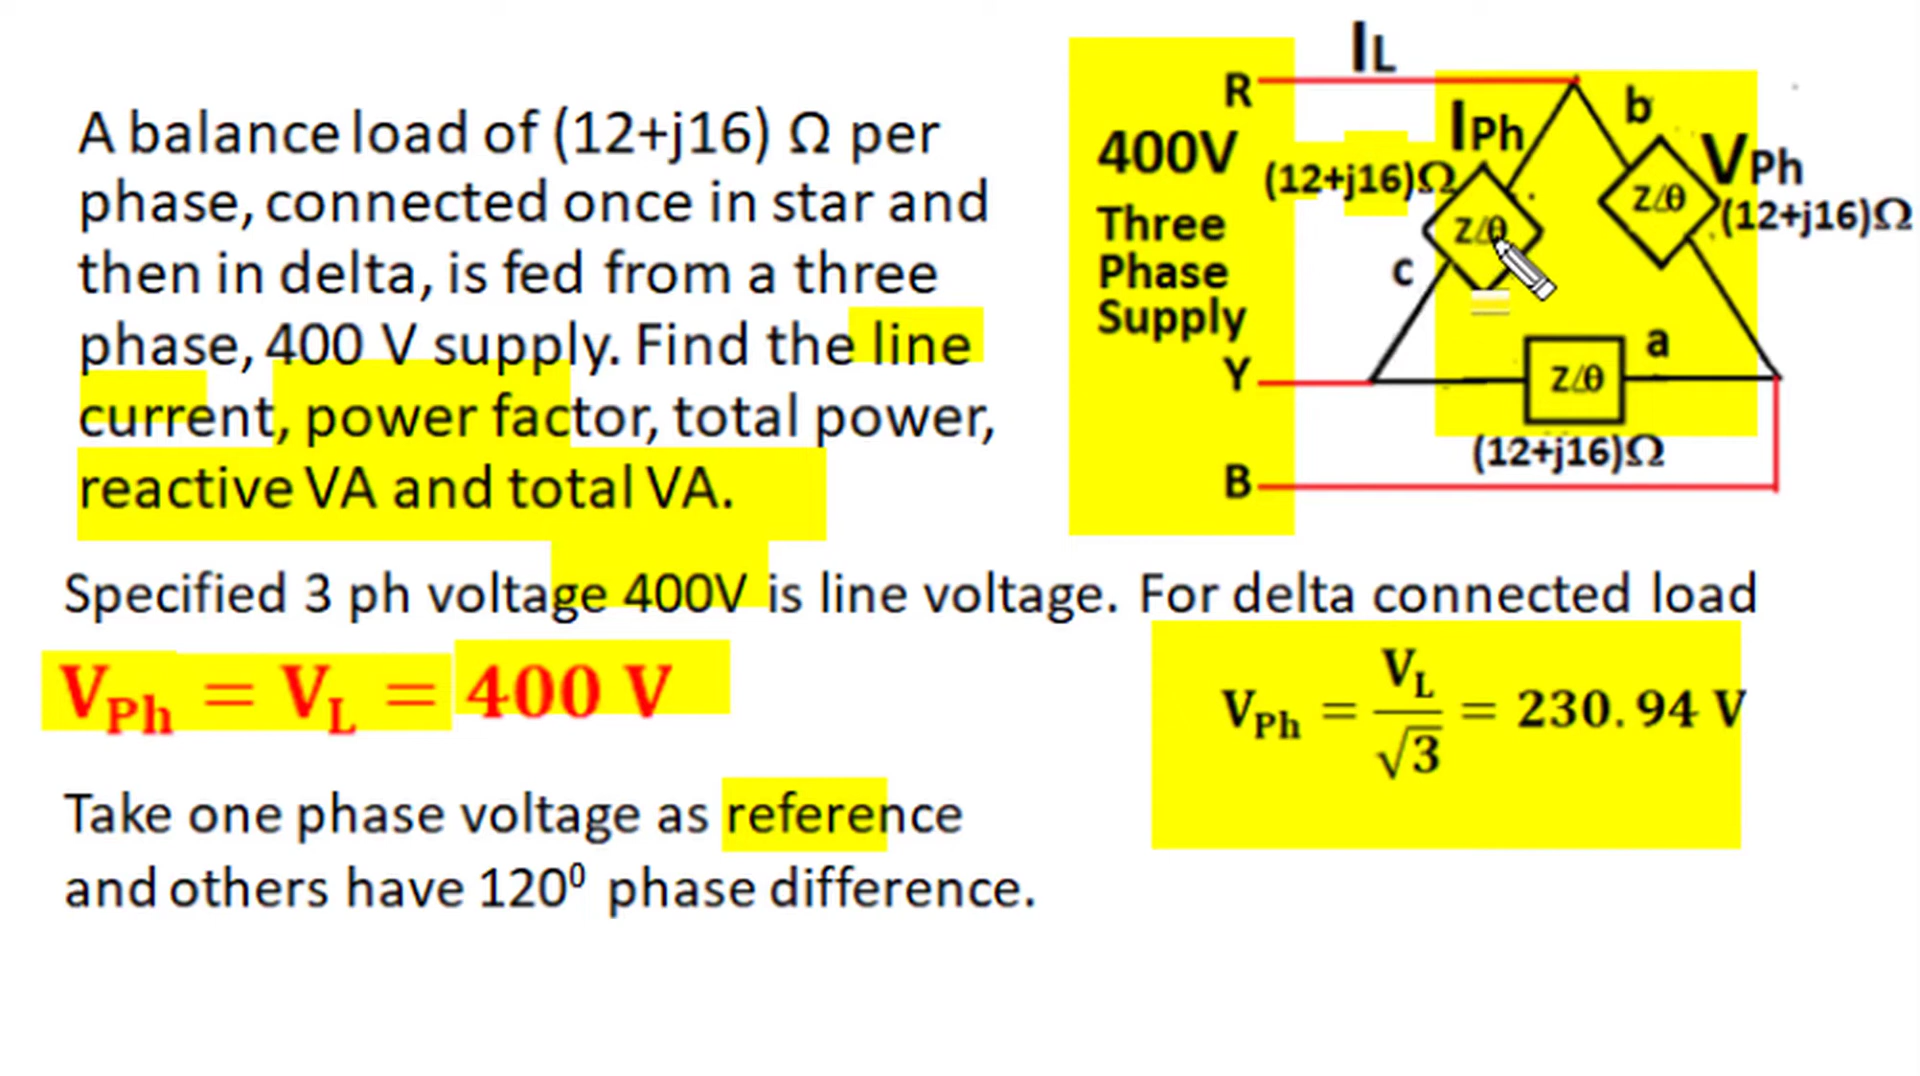 A balance load of (12+j16) Ω per
phase, connected once in star and
then in delta, is fed from a three
phase, 400 V supply. Find the line
current, power factor, total power,
reactive VA and total VA.
IL
R
b
IPh
400V
VPh
(12+j16)Ω
Z∠θ
(12+j16)Ω
Three
Z∠θ
Phase
c
Supply
Y
a
Z∠θ
(12+j16)Ω
B
Specified 3 ph voltage 400V is line voltage. For delta connected load
V_Ph = V_L = 400 V
V_Ph = V_L/√3 = 230.94 V
Take one phase voltage as reference
and others have 120⁰ phase difference.